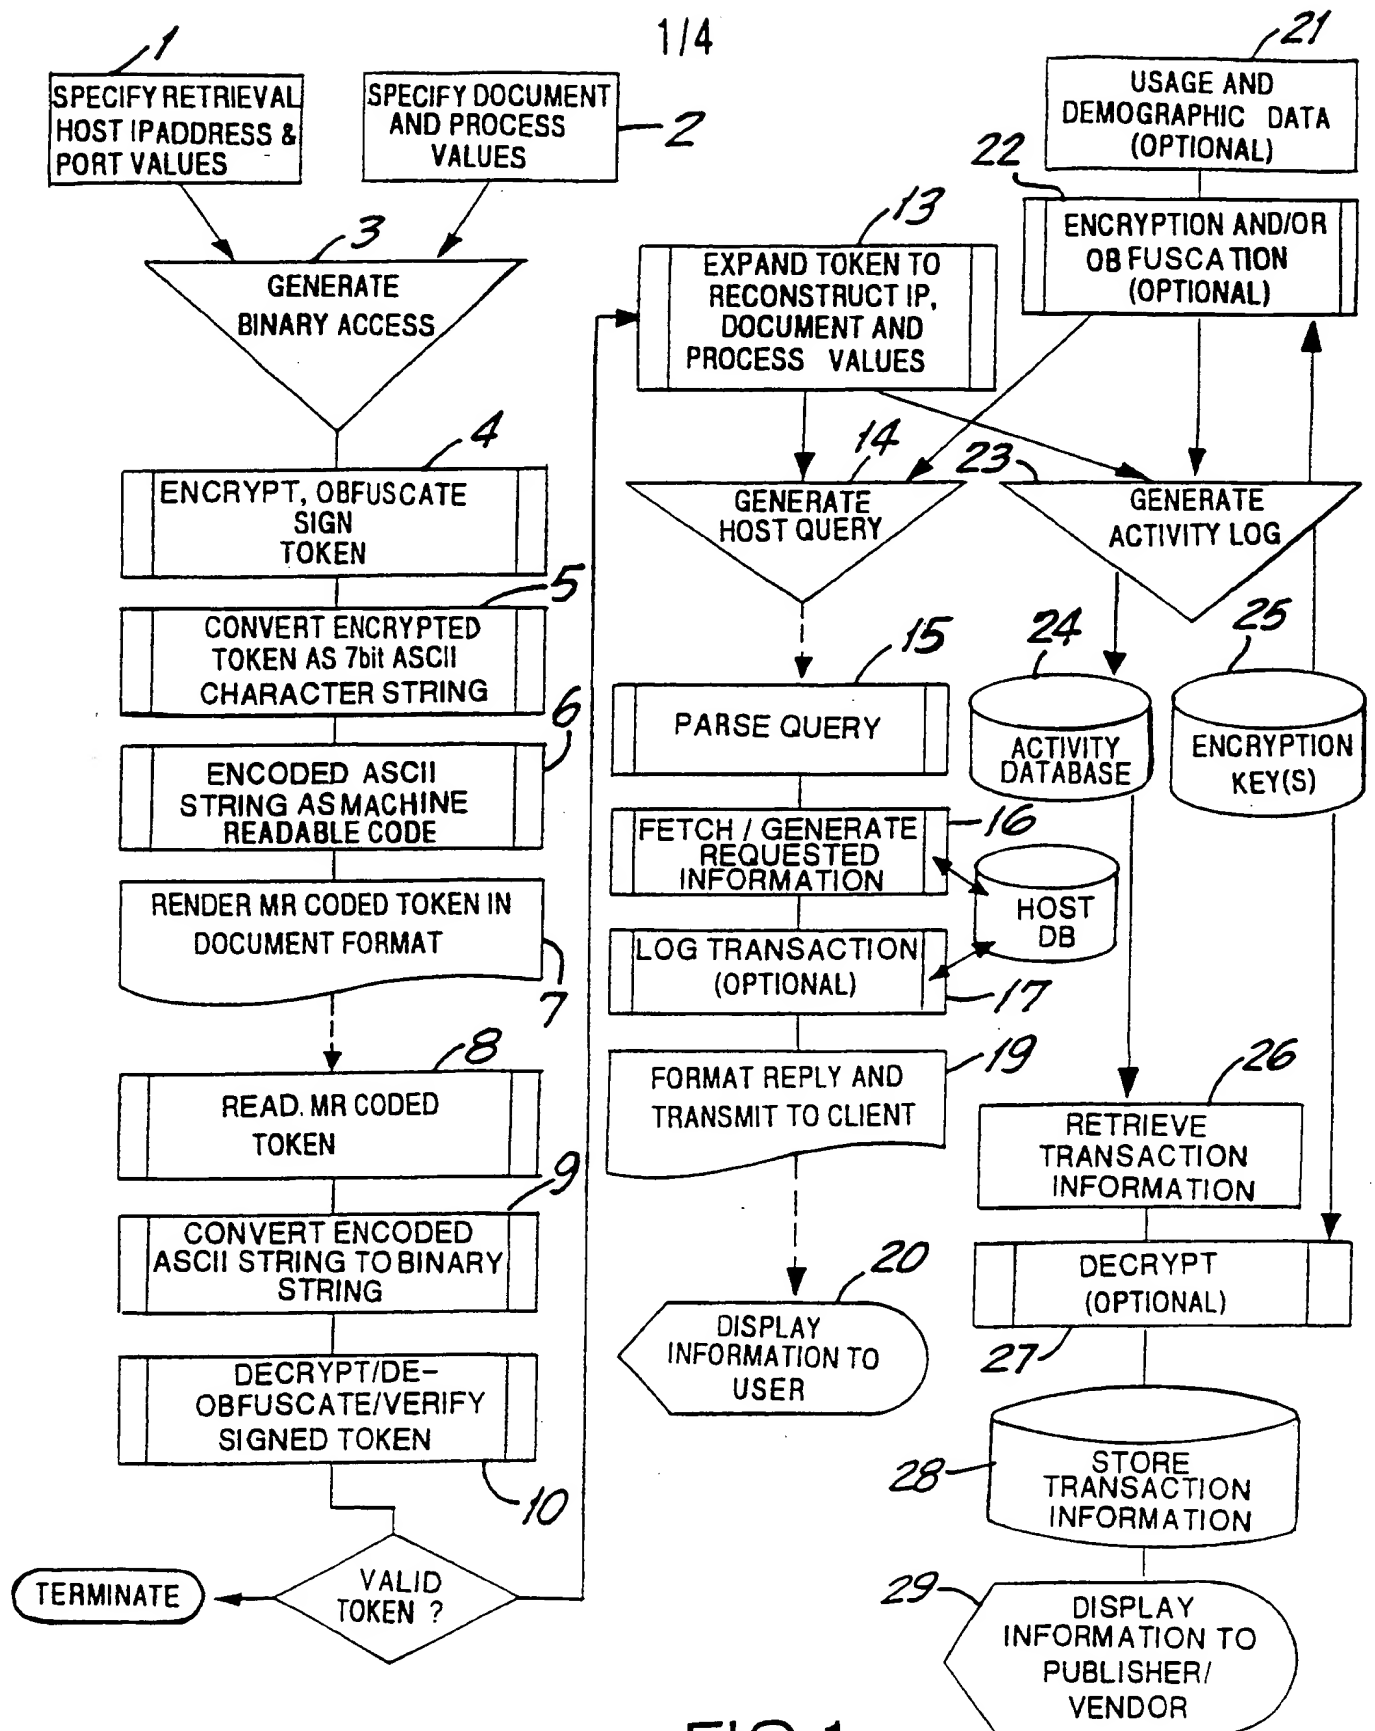 1/4
1
SPECIFY RETRIEVAL
HOST IPADDRESS &
PORT VALUES
SPECIFY DOCUMENT
AND PROCESS
VALUES
2
3
GENERATE
BINARY ACCESS
4
ENCRYPT, OBFUSCATE
SIGN
TOKEN
5
CONVERT ENCRYPTED
TOKEN AS 7bit ASCII
CHARACTER STRING
6
ENCODED ASCII
STRING AS MACHINE
READABLE CODE
RENDER MR CODED TOKEN IN
DOCUMENT FORMAT
7
8
READ. MR CODED
TOKEN
9
CONVERT ENCODED
ASCII STRING TO BINARY
STRING
DECRYPT/DE-
OBFUSCATE/VERIFY
SIGNED TOKEN
10
VALID
TOKEN ?
TERMINATE
13
EXPAND TOKEN TO
RECONSTRUCT IP,
DOCUMENT AND
PROCESS VALUES
14
GENERATE
HOST QUERY
15
PARSE QUERY
FETCH / GENERATE
REQUESTED
INFORMATION
16
HOST
DB
LOG TRANSACTION
(OPTIONAL)
17
19
FORMAT REPLY AND
TRANSMIT TO CLIENT
20
DISPLAY
INFORMATION TO
USER
21
USAGE AND
DEMOGRAPHIC DATA
(OPTIONAL)
22
ENCRYPTION AND/OR
OBFUSCATION
(OPTIONAL)
23
GENERATE
ACTIVITY LOG
24
ACTIVITY
DATABASE
25
ENCRYPTION
KEY(S)
26
RETRIEVE
TRANSACTION
INFORMATION
DECRYPT
(OPTIONAL)
27
28
STORE
TRANSACTION
INFORMATION
29
DISPLAY
INFORMATION TO
PUBLISHER/
VENDOR
FIG. 1